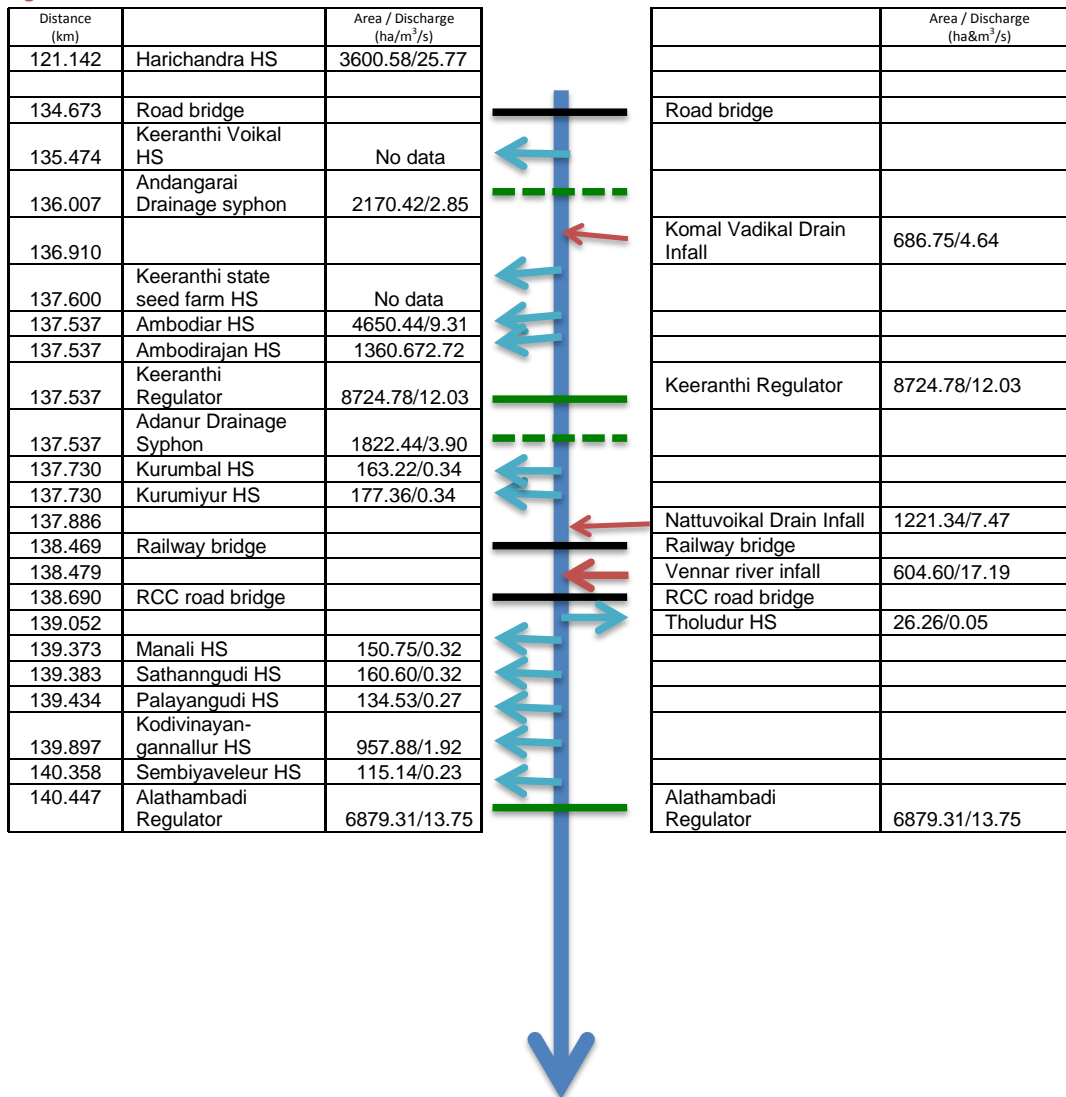 Distance (km) Area / Discharge (ha/m³/s) Area / Discharge (ha&m³/s)
121.142 Harichandra HS 3600.58/25.77
134.673 Road bridge Road bridge
135.474 Keeranthi Voikal HS No data
136.007 Andangarai Drainage syphon 2170.42/2.85
136.910 Komal Vadikal Drain Infall 686.75/4.64
137.600 Keeranthi state seed farm HS No data
137.537 Ambodiar HS 4650.44/9.31
137.537 Ambodirajan HS 1360.672.72
137.537 Keeranthi Regulator 8724.78/12.03 Keeranthi Regulator 8724.78/12.03
137.537 Adanur Drainage Syphon 1822.44/3.90
137.730 Kurumbal HS 163.22/0.34
137.730 Kurumiyur HS 177.36/0.34
137.886 Nattuvoikal Drain Infall 1221.34/7.47
138.469 Railway bridge Railway bridge
138.479 Vennar river infall 604.60/17.19
138.690 RCC road bridge RCC road bridge
139.052 Tholudur HS 26.26/0.05
139.373 Manali HS 150.75/0.32
139.383 Sathanngudi HS 160.60/0.32
139.434 Palayangudi HS 134.53/0.27
139.897 Kodivinayan-gannallur HS 957.88/1.92
140.358 Sembiyaveleur HS 115.14/0.23
140.447 Alathambadi Regulator 6879.31/13.75 Alathambadi Regulator 6879.31/13.75